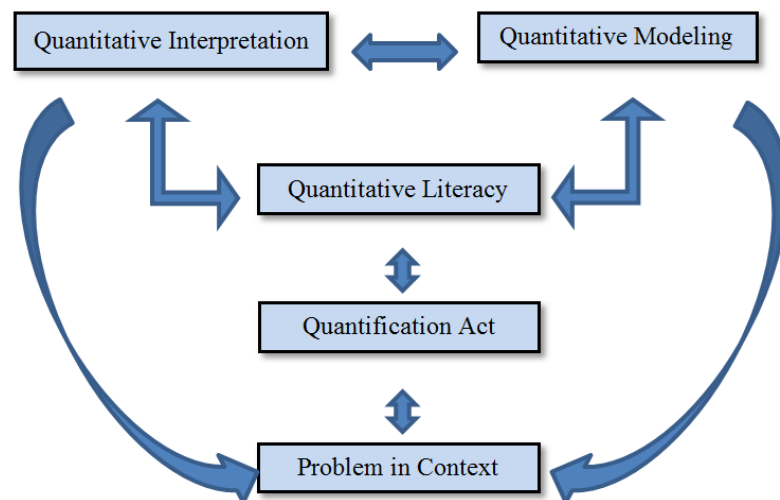 Quantitative Interpretation
Quantitative Modeling
Quantitative Literacy
Quantification Act
Problem in Context